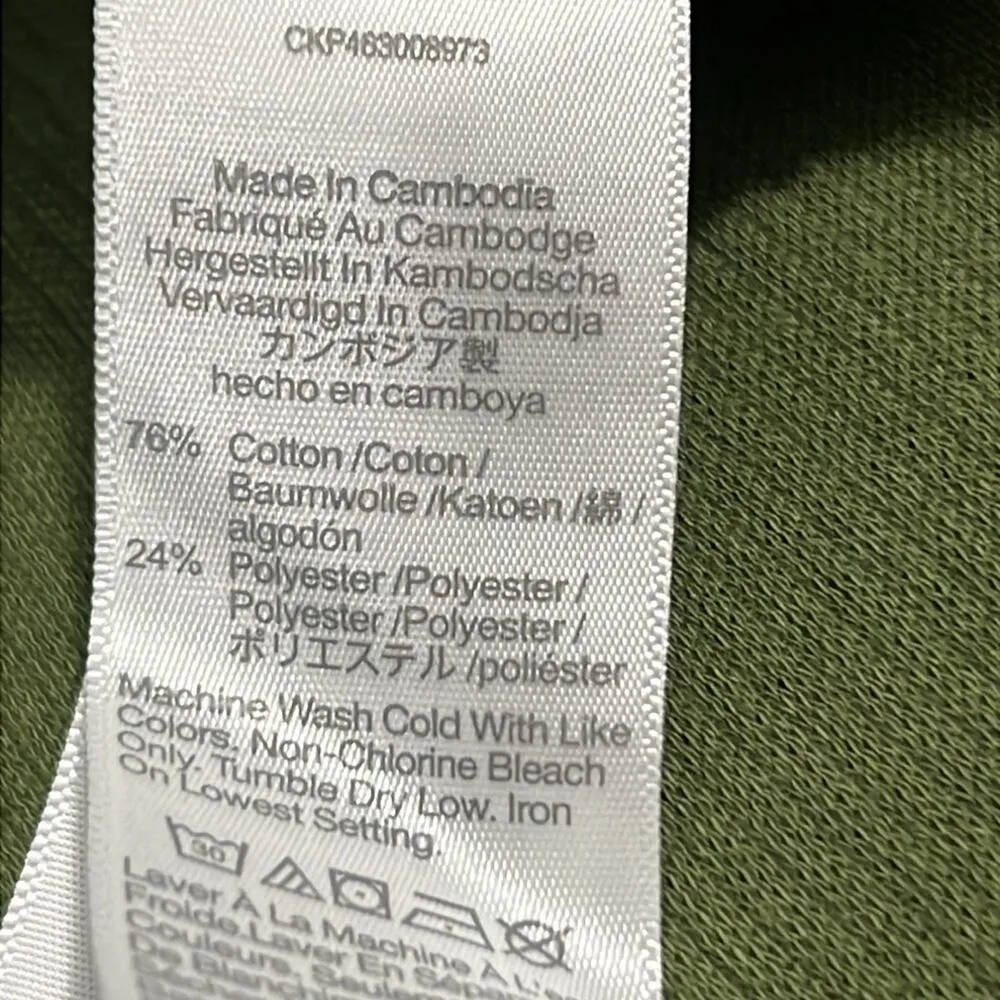 CKP463008973
Made In Cambodia
Fabriqué Au Cambodge
Hergestellt In Kambodscha
Vervaardigd In Cambodja
カンボジア製
hecho en camboya
76% Cotton /Coton /
Baumwolle /Katoen /綿 /
algodón
24% Polyester /Polyester /
Polyester /Polyester /
ポリエステル /poliéster
Machine Wash Cold With Like
Colors. Non-Chlorine Bleach
Only. Tumble Dry Low. Iron
On Lowest Setting.
30
Laver À La Machine À L'
Froide. Laver En
Couleurs.
De